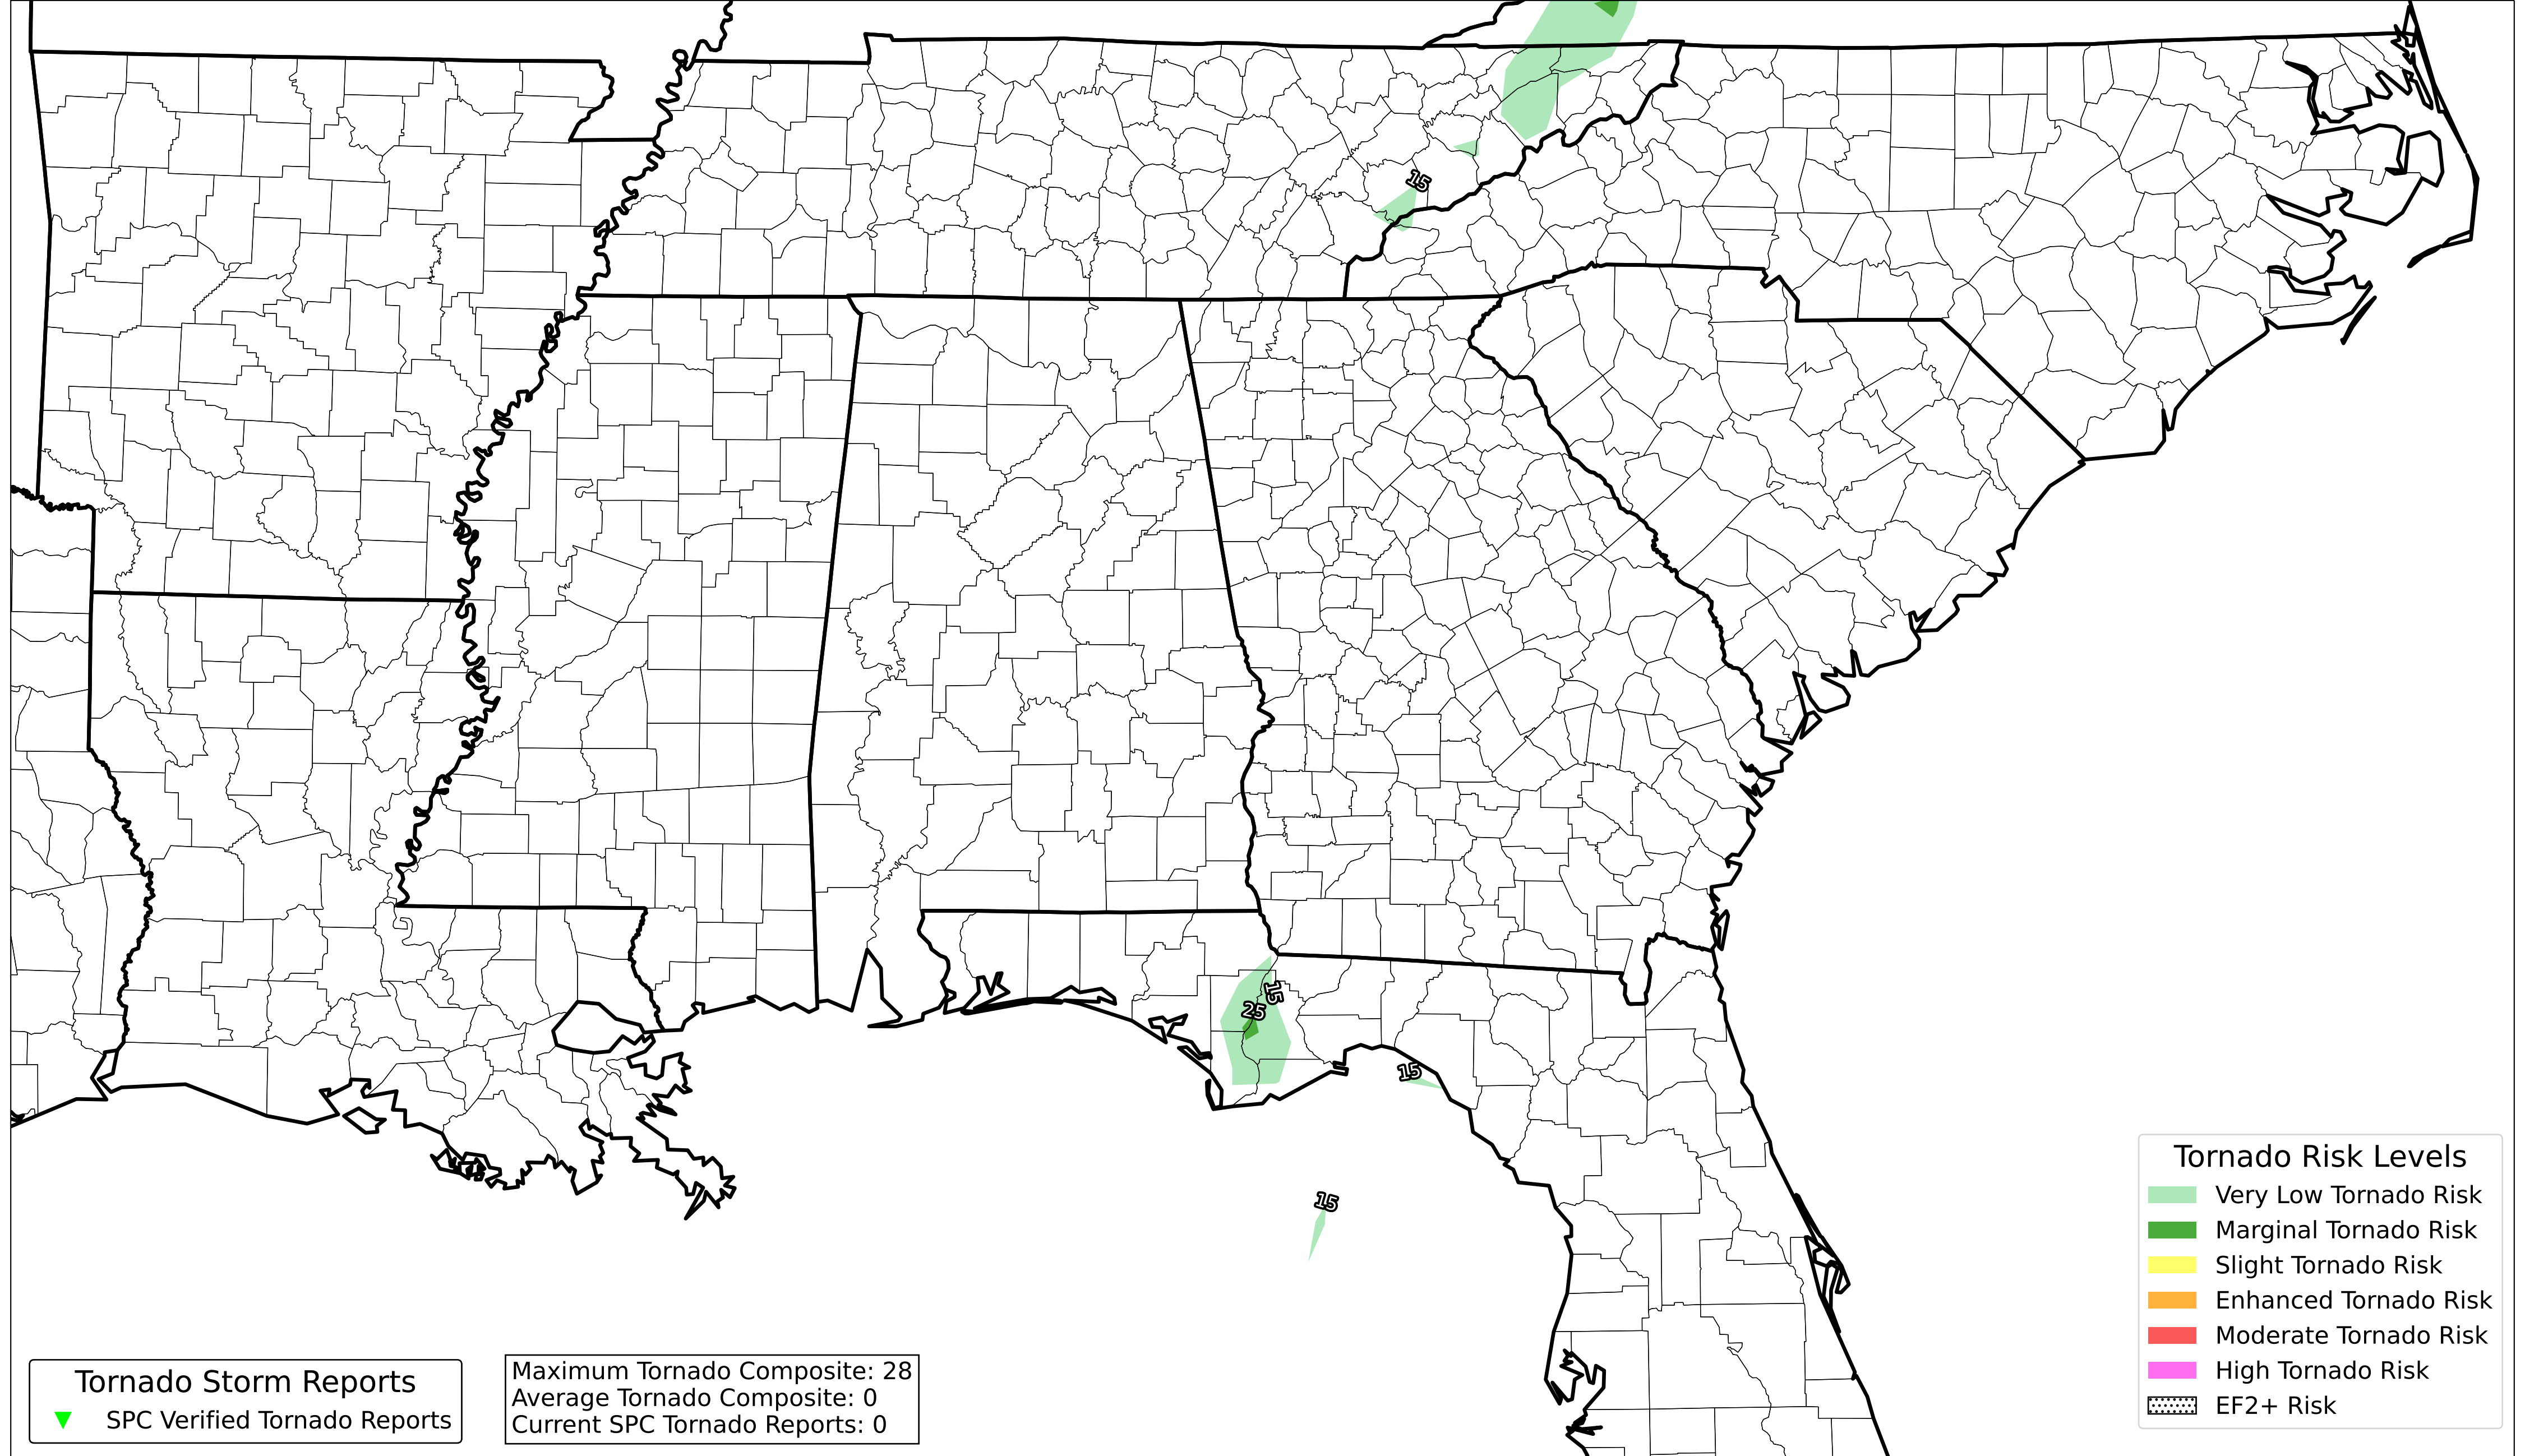 15
15
25
15
15
Tornado Risk Levels
Very Low Tornado Risk
Marginal Tornado Risk
Slight Tornado Risk
Enhanced Tornado Risk
Moderate Tornado Risk
High Tornado Risk
EF2+ Risk
Tornado Storm Reports
SPC Verified Tornado Reports
Maximum Tornado Composite: 28
Average Tornado Composite: 0
Current SPC Tornado Reports: 0